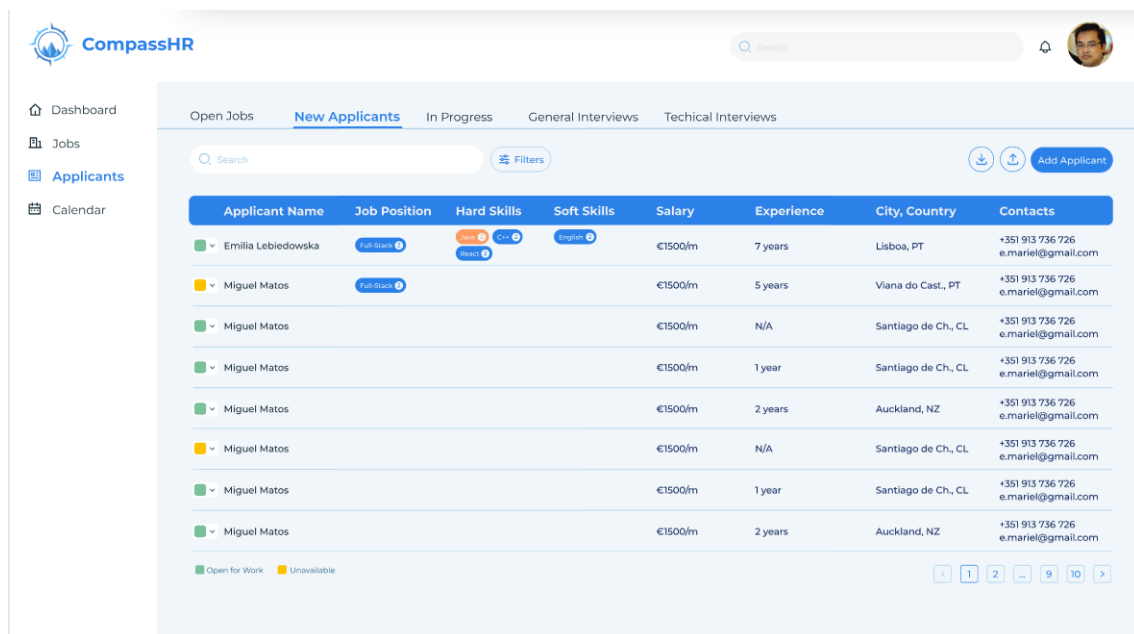 CompassHR
Search
Dashboard
Jobs
Applicants
Calendar
Open Jobs New Applicants In Progress General Interviews Techical Interviews
Search Filters Add Applicant
Applicant Name Job Position Hard Skills Soft Skills Salary Experience City, Country Contacts
Emilia Lebiedowska Full-Stack 2 Java 2 C++ 2 English 2 €1500/m 7 years Lisboa, PT +351 913 736 726
React 2 e.mariel@gmail.com
Miguel Matos Full-Stack 2 €1500/m 5 years Viana do Cast., PT +351 913 736 726
e.mariel@gmail.com
Miguel Matos €1500/m N/A Santiago de Ch., CL +351 913 736 726
e.mariel@gmail.com
Miguel Matos €1500/m 1 year Santiago de Ch., CL +351 913 736 726
e.mariel@gmail.com
Miguel Matos €1500/m 2 years Auckland, NZ +351 913 736 726
e.mariel@gmail.com
Miguel Matos €1500/m N/A Santiago de Ch., CL +351 913 736 726
e.mariel@gmail.com
Miguel Matos €1500/m 1 year Santiago de Ch., CL +351 913 736 726
e.mariel@gmail.com
Miguel Matos €1500/m 2 years Auckland, NZ +351 913 736 726
e.mariel@gmail.com
Open for Work Unavailable < 1 2 ... 9 10 >